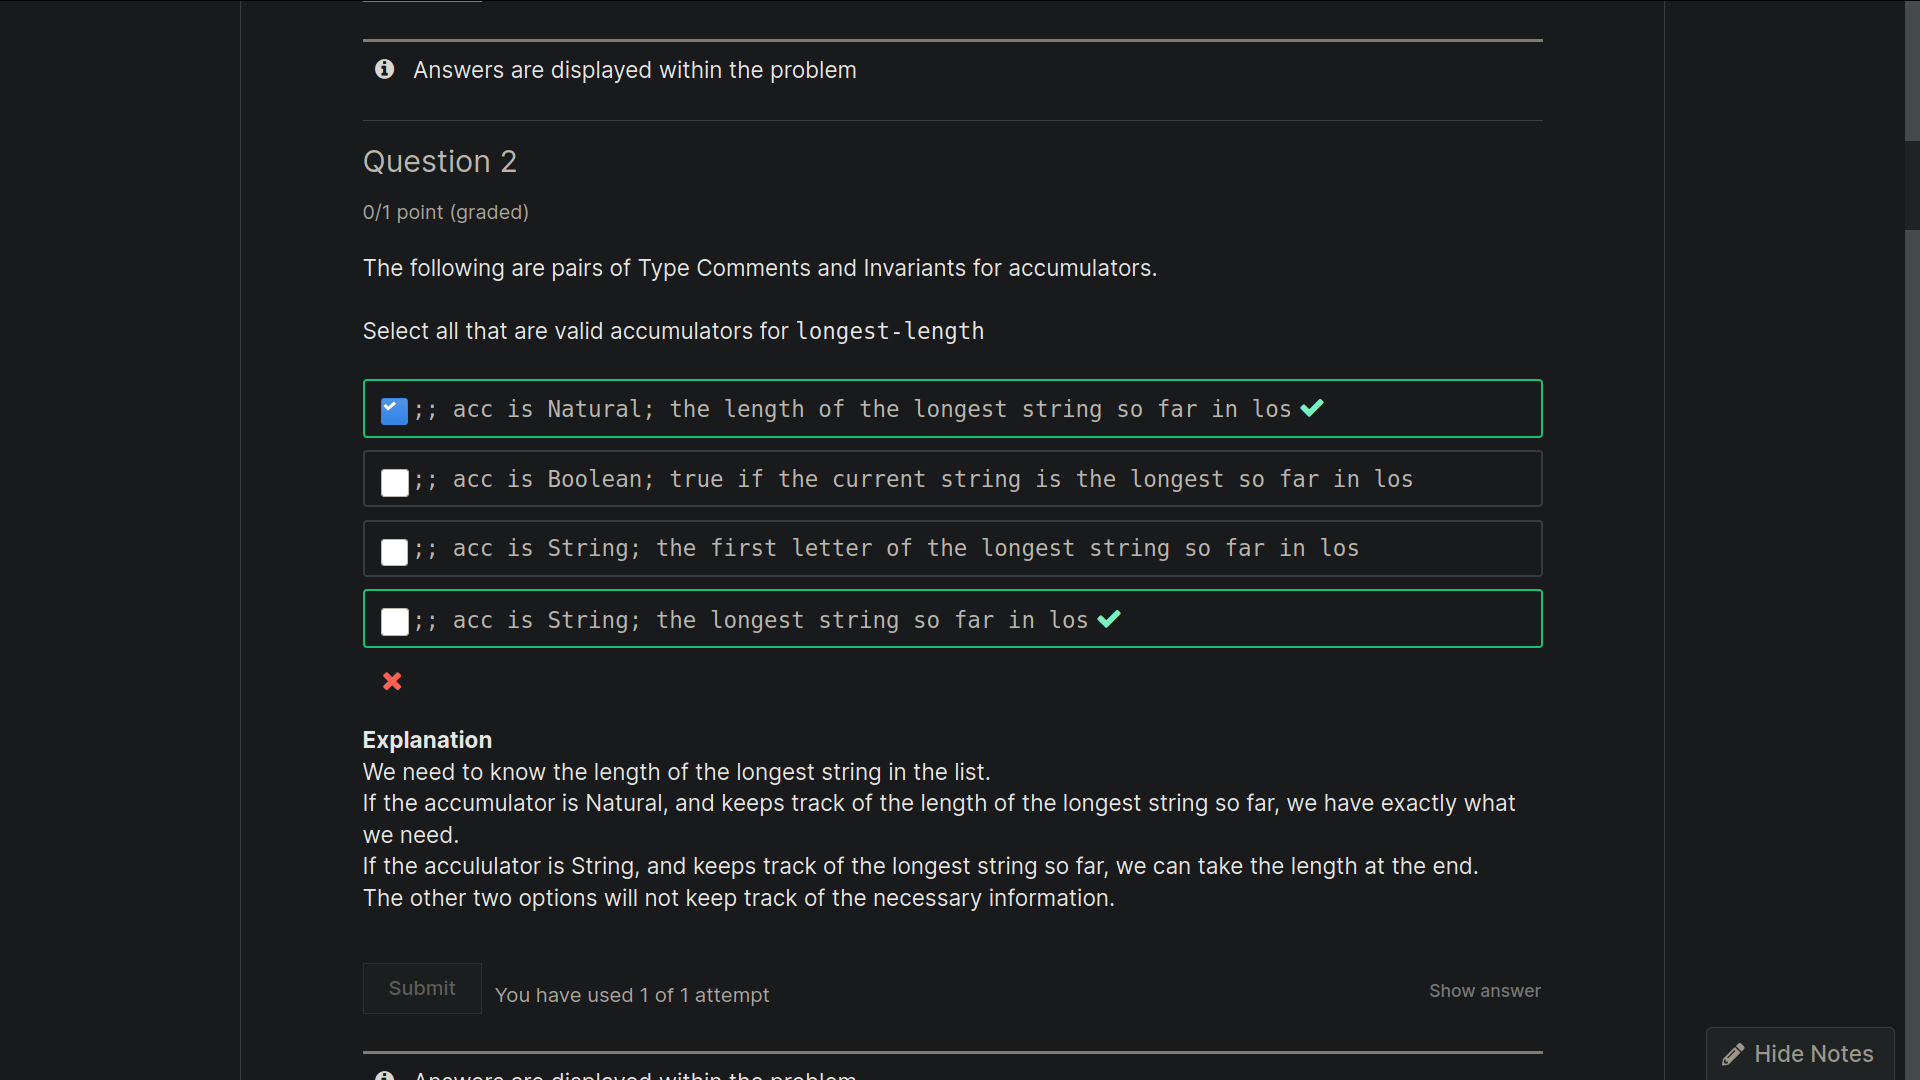 Answers are displayed within the problem
Question 2
0/1 point (graded)
The following are pairs of Type Comments and Invariants for accumulators.
Select all that are valid accumulators for longest-length
;; acc is Natural; the length of the longest string so far in los
;; acc is Boolean; true if the current string is the longest so far in los
;; acc is String; the first letter of the longest string so far in los
;; acc is String; the longest string so far in los
Explanation
We need to know the length of the longest string in the list.
If the accumulator is Natural, and keeps track of the length of the longest string so far, we have exactly what
we need.
If the accululator is String, and keeps track of the longest string so far, we can take the length at the end.
The other two options will not keep track of the necessary information.
Submit
You have used 1 of 1 attempt
Show answer
Hide Notes
Answers are displayed within the problem